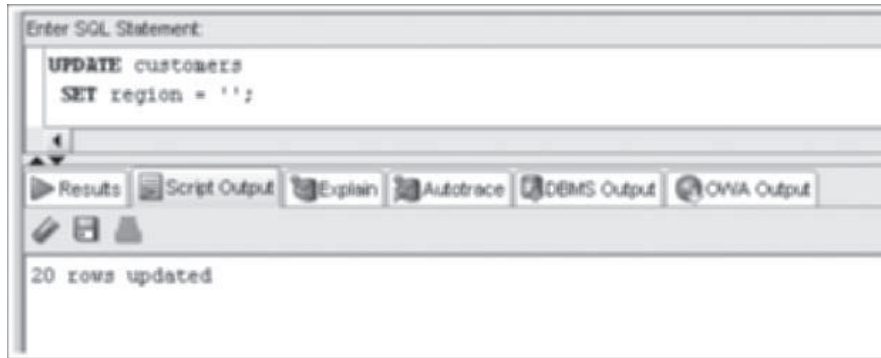 Enter SQL Statement:
UPDATE customers
SET region = '';
Results Script Output Explain Autotrace DBMS Output OWA Output
20 rows updated